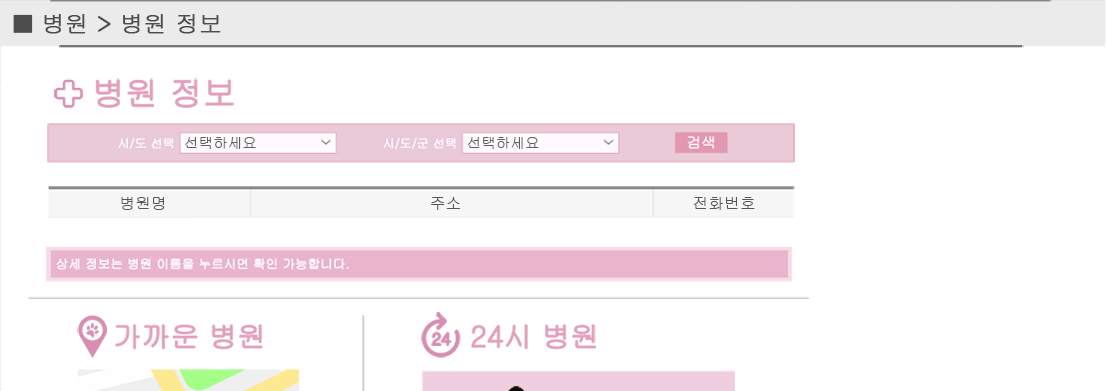 ■ 병원 > 병원 정보
병원 정보
시/도 선택 선택하세요 시/도/군 선택 선택하세요 검색
병원명 주소 전화번호
상세 정보는 병원 이름을 누르시면 확인 가능합니다.
가까운 병원
24 24시 병원